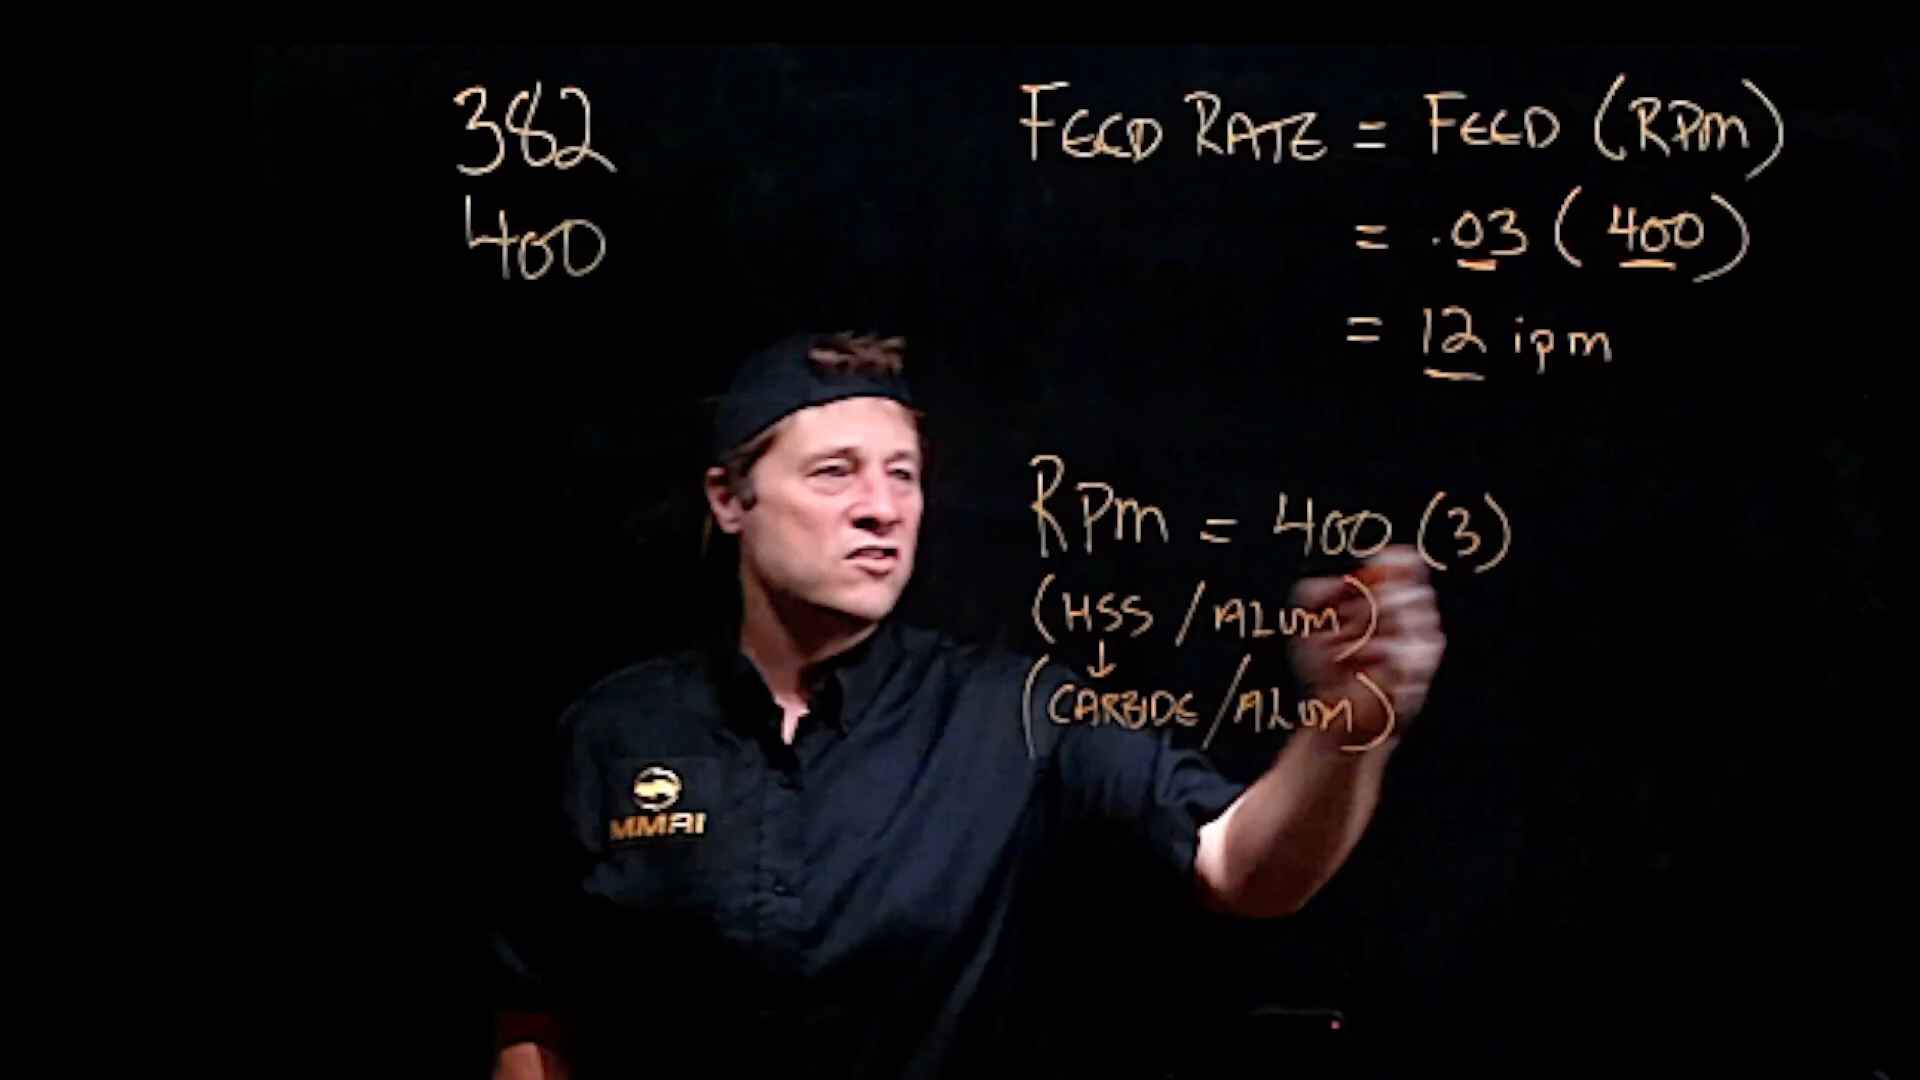 382
400
FEED RATE = FEED (RPm)
= .03 (400)
= 12 ipm
RPm = 400 (3)
(HSS / ALUM)
↓
(CARBIDE / ALUM)
MMAI